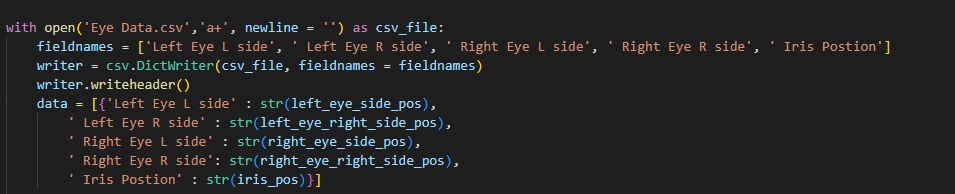 with open('Eye Data.csv','a+', newline = '') as csv_file:
    fieldnames = ['Left Eye L side', ' Left Eye R side', ' Right Eye L side', ' Right Eye R side', ' Iris Postion']
    writer = csv.DictWriter(csv_file, fieldnames = fieldnames)
    writer.writeheader()
    data = [{'Left Eye L side' : str(left_eye_side_pos),
        ' Left Eye R side' : str(left_eye_right_side_pos),
        ' Right Eye L side' : str(right_eye_side_pos),
        ' Right Eye R side': str(right_eye_right_side_pos),
        ' Iris Postion' : str(iris_pos)}]